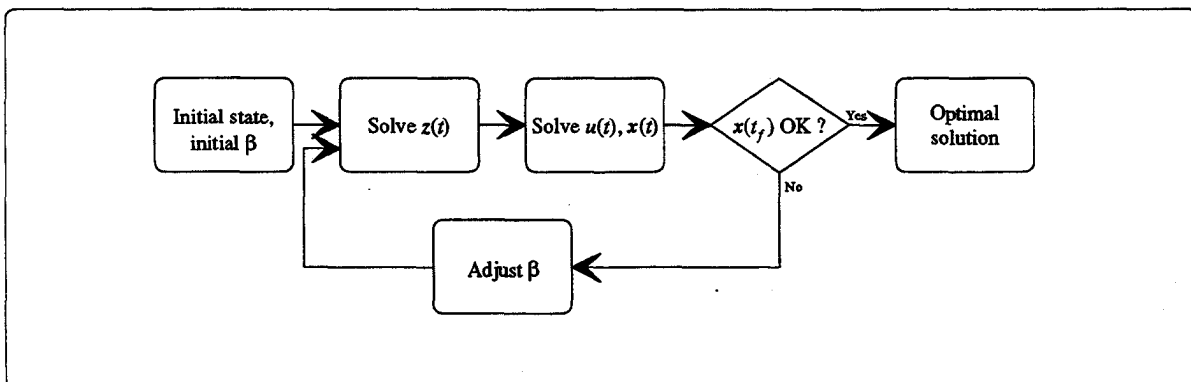 Initial state,
initial β
Solve z(t)
Solve u(t), x(t)
x(t_f) OK ?
Yes
Optimal
solution
No
Adjust β